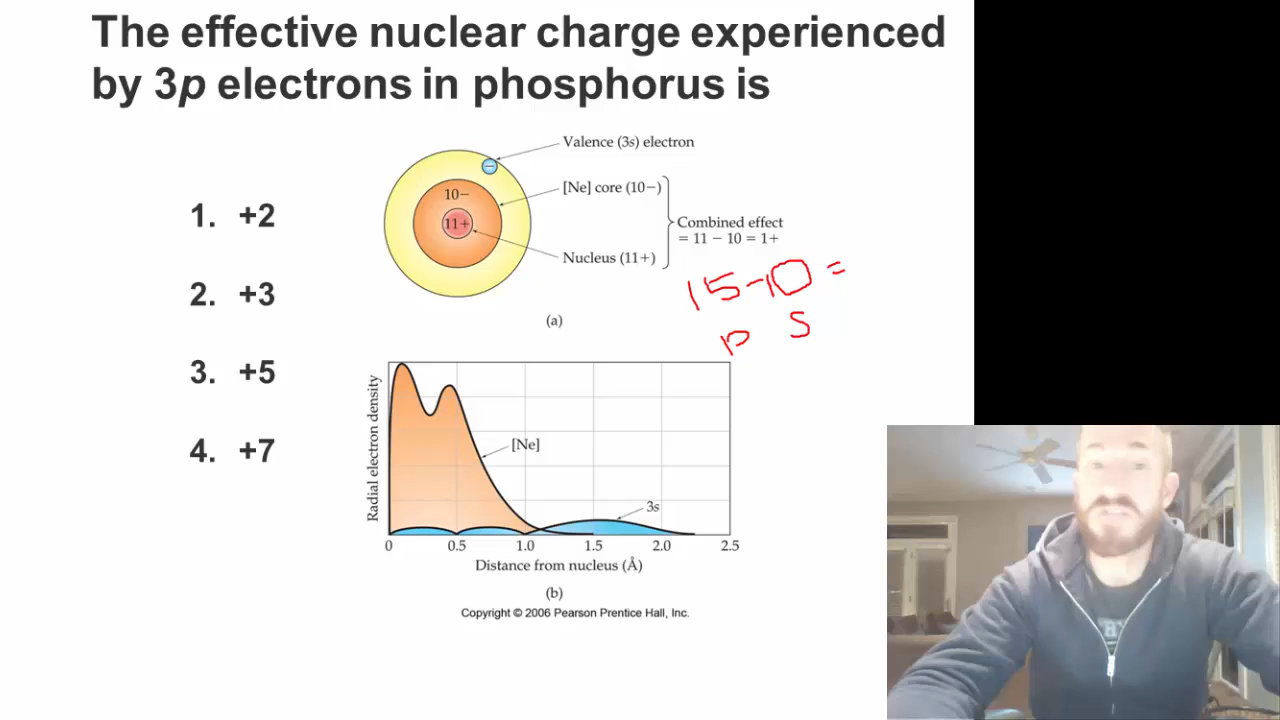 The effective nuclear charge experienced
by 3p electrons in phosphorus is
1. +2
2. +3
3. +5
4. +7
Valence (3s) electron
−
10−
[Ne] core (10−)
11+
Combined effect
= 11 − 10 = 1+
Nucleus (11+)
15-10 =
p S
(a)
Radial electron density
[Ne]
3s
0 0.5 1.0 1.5 2.0 2.5
Distance from nucleus (Å)
(b)
Copyright © 2006 Pearson Prentice Hall, Inc.